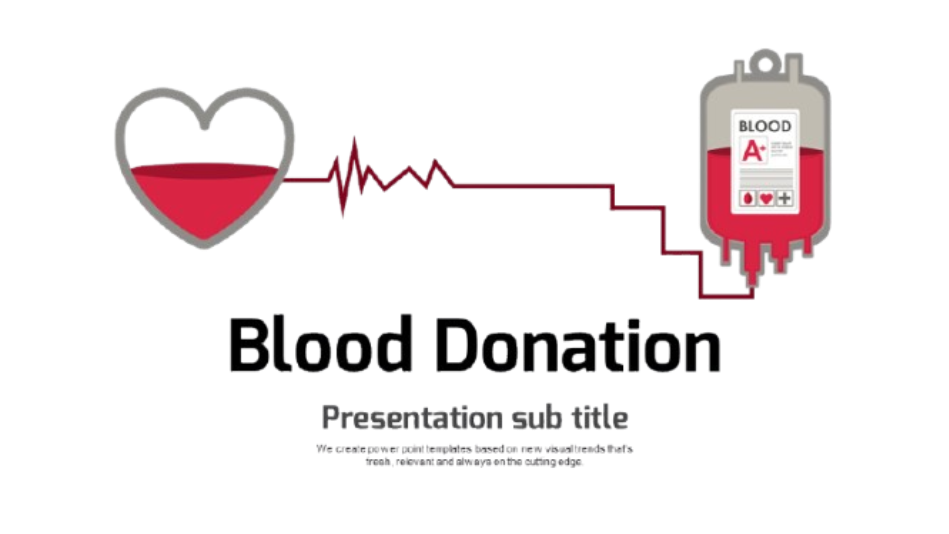 BLOOD
A+
Blood Donation
Presentation sub title
We create power point templates based on new visual trends that's
fresh, relevant and always on the cutting edge.